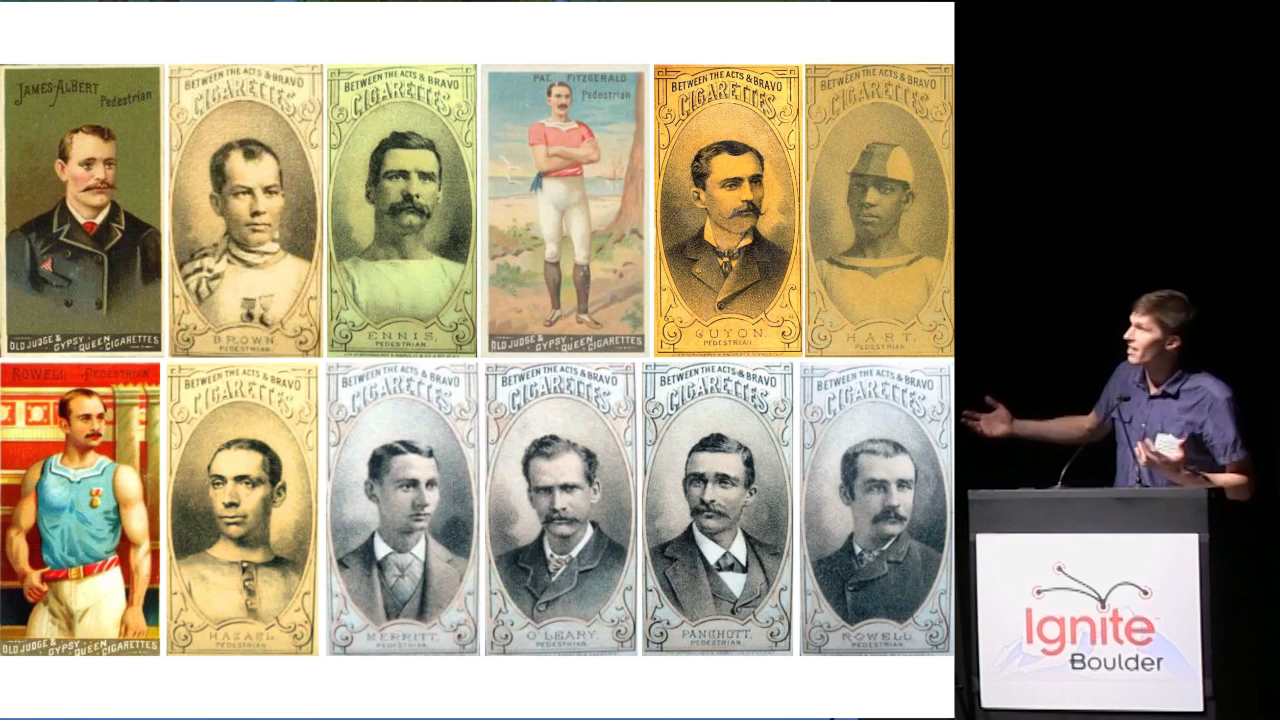 JAMES ALBERT
Pedestrian
OLD JUDGE &
GYPSY QUEEN CIGARETTES
BETWEEN THE ACTS & BRAVO
CIGARETTES
BROWN.
PEDESTRIAN.
BETWEEN THE ACTS & BRAVO
CIGARETTES
ENNIS.
PEDESTRIAN.
PAT. FITZGERALD
Pedestrian
OLD JUDGE &
GYPSY QUEEN CIGARETTES
BETWEEN THE ACTS & BRAVO
CIGARETTES
GUYON.
PEDESTRIAN.
BETWEEN THE ACTS & BRAVO
CIGARETTES
HART.
PEDESTRIAN.
ROWELL PEDESTRIAN
OLD JUDGE &
GYPSY QUEEN CIGARETTES
BETWEEN THE ACTS & BRAVO
CIGARETTES
HAZAEL.
PEDESTRIAN.
BETWEEN THE ACTS & BRAVO
CIGARETTES
MERRITT.
PEDESTRIAN.
BETWEEN THE ACTS & BRAVO
CIGARETTES
O'LEARY.
PEDESTRIAN.
BETWEEN THE ACTS & BRAVO
CIGARETTES
PANCHOTT.
PEDESTRIAN.
BETWEEN THE ACTS & BRAVO
CIGARETTES
ROWELL.
PEDESTRIAN.
Ignite
Boulder